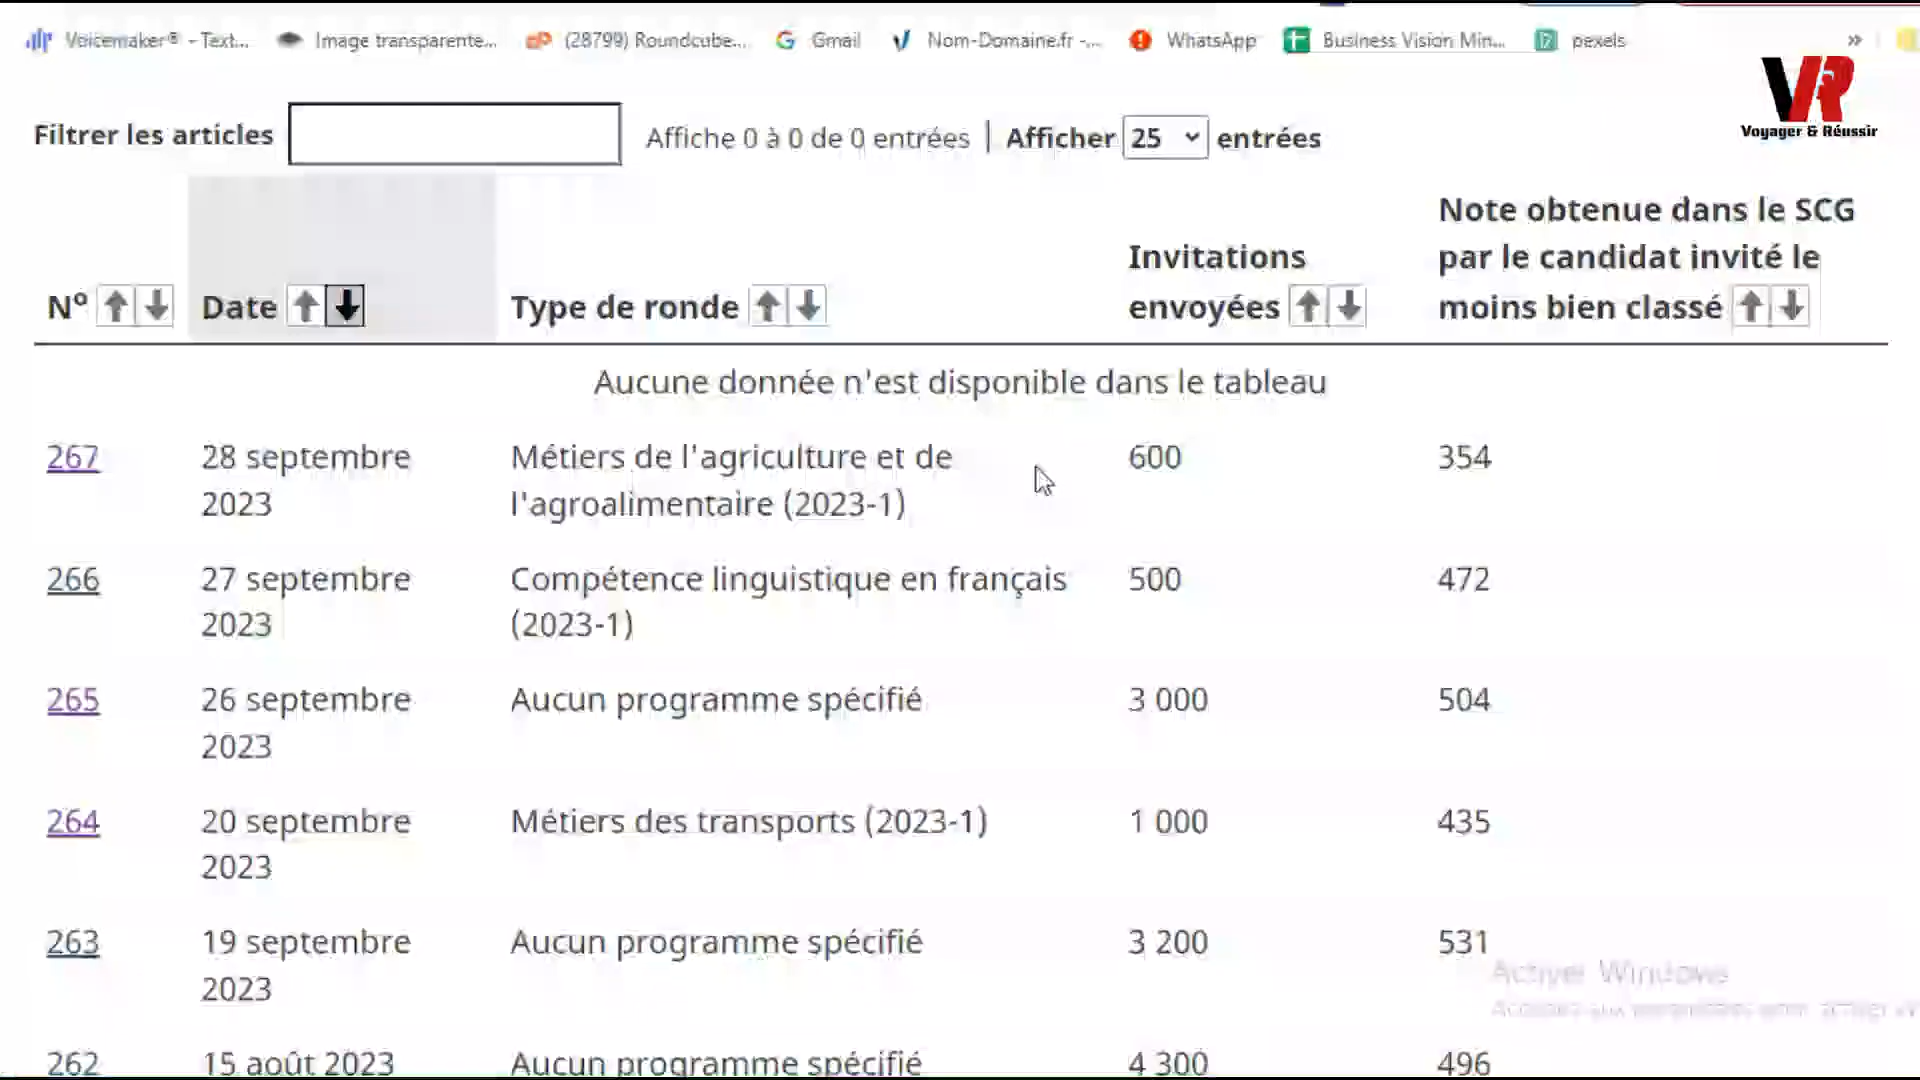 Voicemaker® - Text...
Image transparente...
(28799) Roundcube...
Gmail
Nom-Domaine.fr -...
WhatsApp
Business Vision Min...
pexels
»
VR
Voyager & Réussir
Filtrer les articles
Affiche 0 à 0 de 0 entrées | Afficher 25 entrées
Nº
Date
Type de ronde
Invitations
envoyées
Note obtenue dans le SCG
par le candidat invité le
moins bien classé
Aucune donnée n'est disponible dans le tableau
267 28 septembre Métiers de l'agriculture et de 600 354
2023 l'agroalimentaire (2023-1)
266 27 septembre Compétence linguistique en français 500 472
2023 (2023-1)
265 26 septembre Aucun programme spécifié 3 000 504
2023
264 20 septembre Métiers des transports (2023-1) 1 000 435
2023
263 19 septembre Aucun programme spécifié 3 200 531
2023
Activer Windows
262 15 août 2023 Aucun programme spécifié 4 300 496